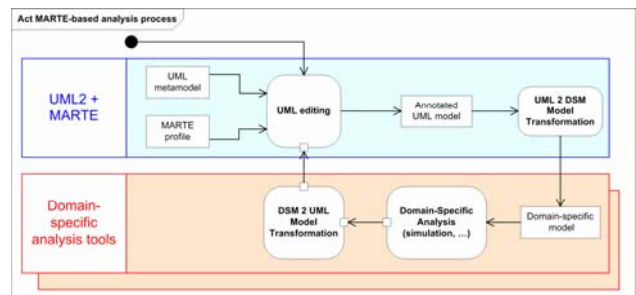 Act MARTE-based analysis process
UML2 +
MARTE
UML
metamodel
MARTE
profile
UML editing
Annotated
UML model
UML 2 DSM
Model
Transformation
Domain-
specific
analysis tools
DSM 2 UML
Model
Transformation
Domain-Specific
Analysis
(simulation, …)
Domain-specific
model